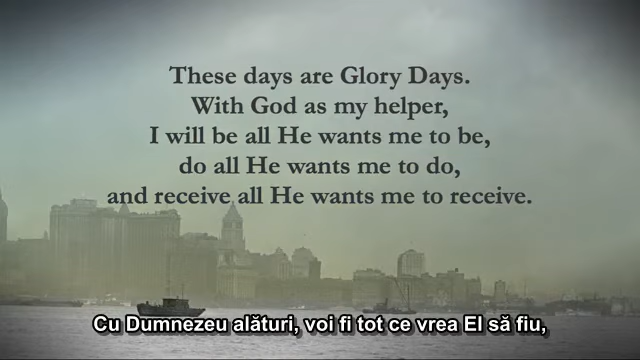 These days are Glory Days.
With God as my helper,
I will be all He wants me to be,
do all He wants me to do,
and receive all He wants me to receive.
Cu Dumnezeu alături, voi fi tot ce vrea El să fiu,